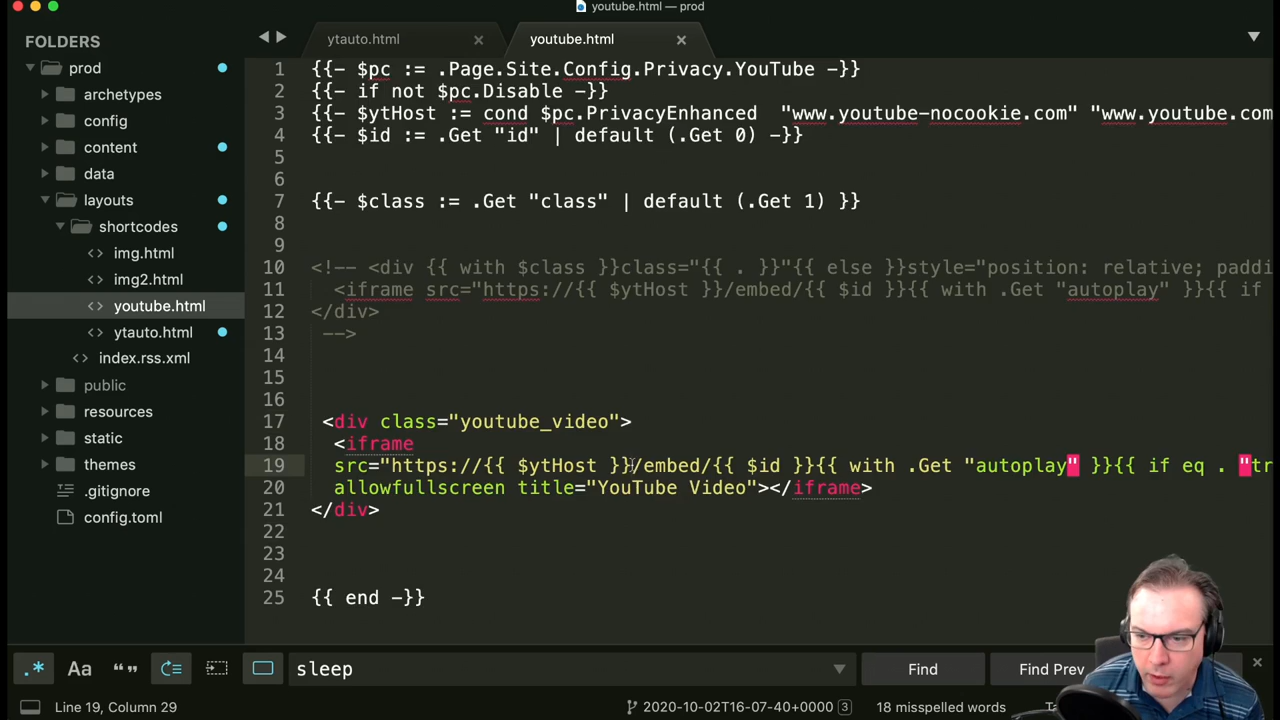 youtube.html — prod
FOLDERS
prod
archetypes
config
content
data
layouts
shortcodes
img.html
img2.html
youtube.html
ytauto.html
index.rss.xml
public
resources
static
themes
.gitignore
config.toml
ytauto.html
youtube.html
1 {{- $pc := .Page.Site.Config.Privacy.YouTube -}}
2 {{- if not $pc.Disable -}}
3 {{- $ytHost := cond $pc.PrivacyEnhanced  "www.youtube-nocookie.com" "www.youtube.com
4 {{- $id := .Get "id" | default (.Get 0) -}}
5
6
7 {{- $class := .Get "class" | default (.Get 1) }}
8
9
10 <!-- <div {{ with $class }}class="{{ . }}"{{ else }}style="position: relative; paddi
11 <iframe src="https://{{ $ytHost }}/embed/{{ $id }}{{ with .Get "autoplay" }}{{ if
12 </div>
13 -->
14
15
16
17 <div class="youtube_video">
18 <iframe
19 src="https://{{ $ytHost }}/embed/{{ $id }}{{ with .Get "autoplay" }}{{ if eq . "tr
20 allowfullscreen title="YouTube Video"></iframe>
21 </div>
22
23
24
25 {{ end -}}
.* Aa “” sleep Find Find Prev
Line 19, Column 29
2020-10-02T16-07-40+0000 3
18 misspelled words